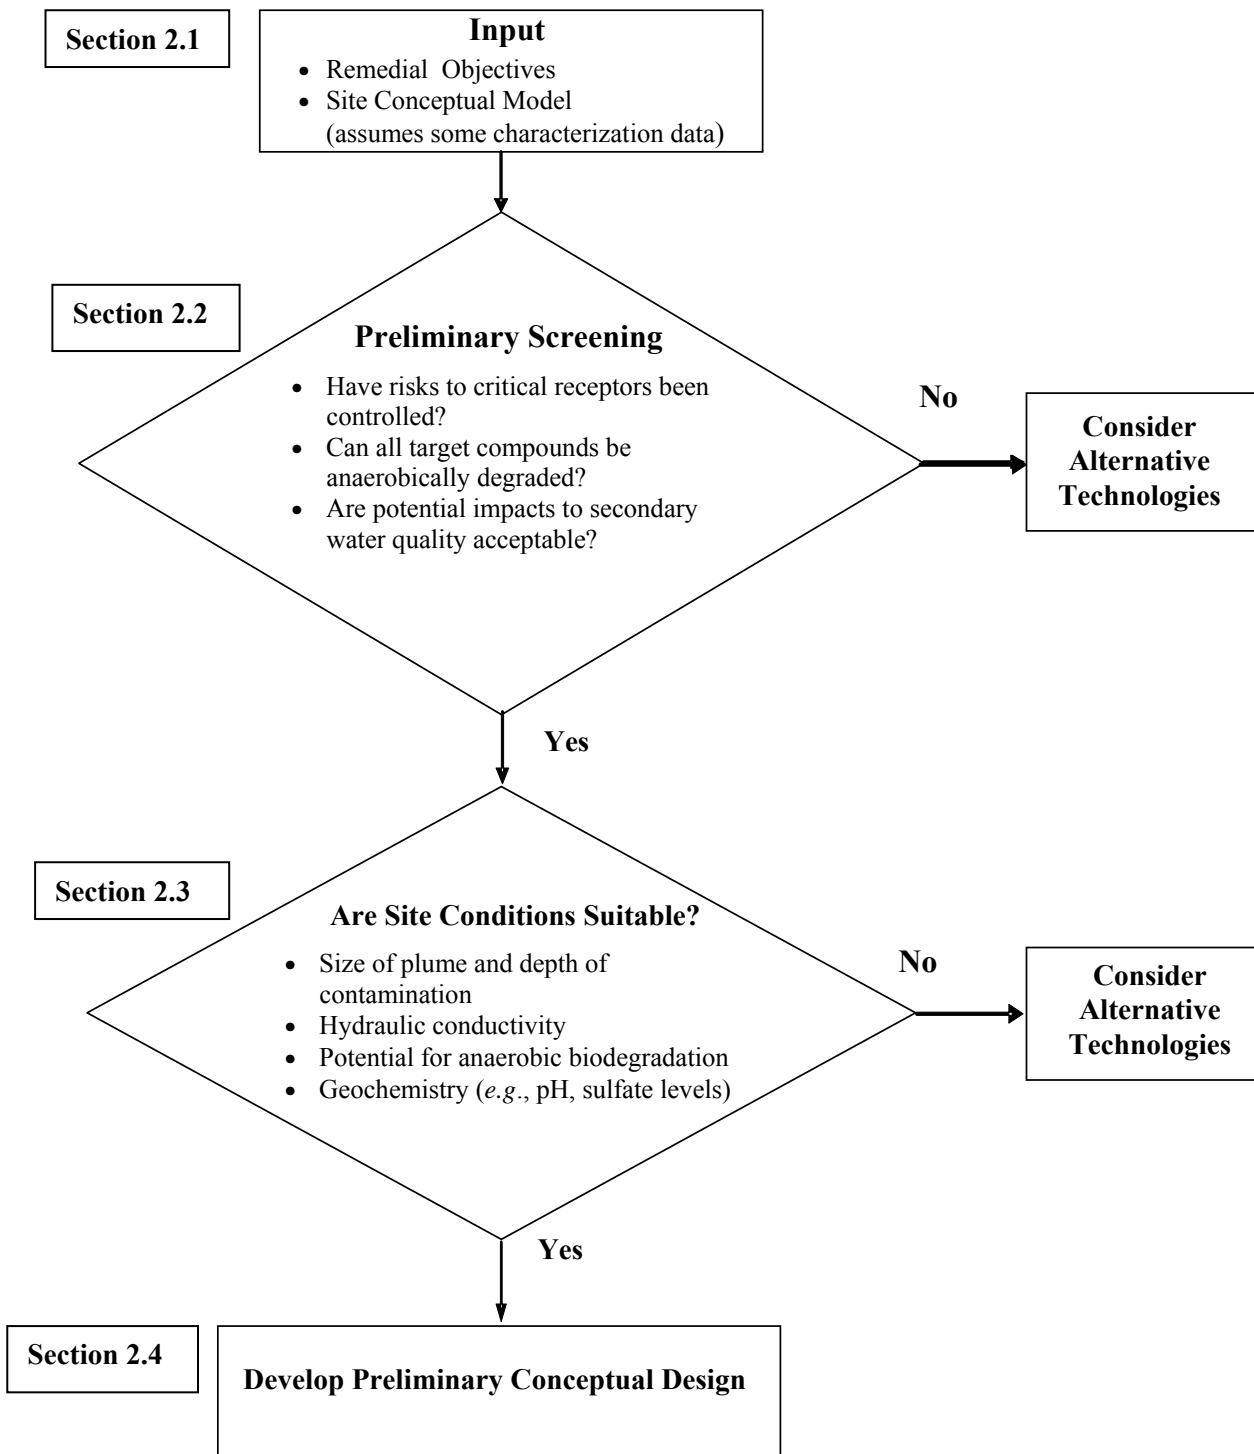 Section 2.1
Input
• Remedial Objectives
• Site Conceptual Model
(assumes some characterization data)
Section 2.2
Preliminary Screening
• Have risks to critical receptors been
controlled?
• Can all target compounds be
anaerobically degraded?
• Are potential impacts to secondary
water quality acceptable?
No
Consider
Alternative
Technologies
Yes
Section 2.3
Are Site Conditions Suitable?
• Size of plume and depth of
contamination
• Hydraulic conductivity
• Potential for anaerobic biodegradation
• Geochemistry (e.g., pH, sulfate levels)
No
Consider
Alternative
Technologies
Yes
Section 2.4
Develop Preliminary Conceptual Design